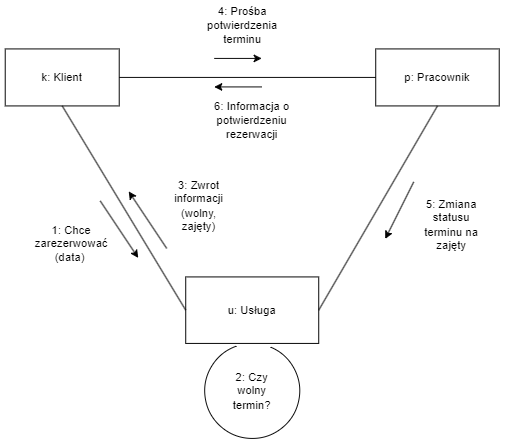 4: Prośba
potwierdzenia
terminu
k: Klient
p: Pracownik
6: Informacja o
potwierdzeniu
rezerwacji
3: Zwrot
informacji
(wolny,
zajęty)
1: Chce
zarezerwować
(data)
5: Zmiana
statusu
terminu na
zajęty
u: Usługa
2: Czy
wolny
termin?